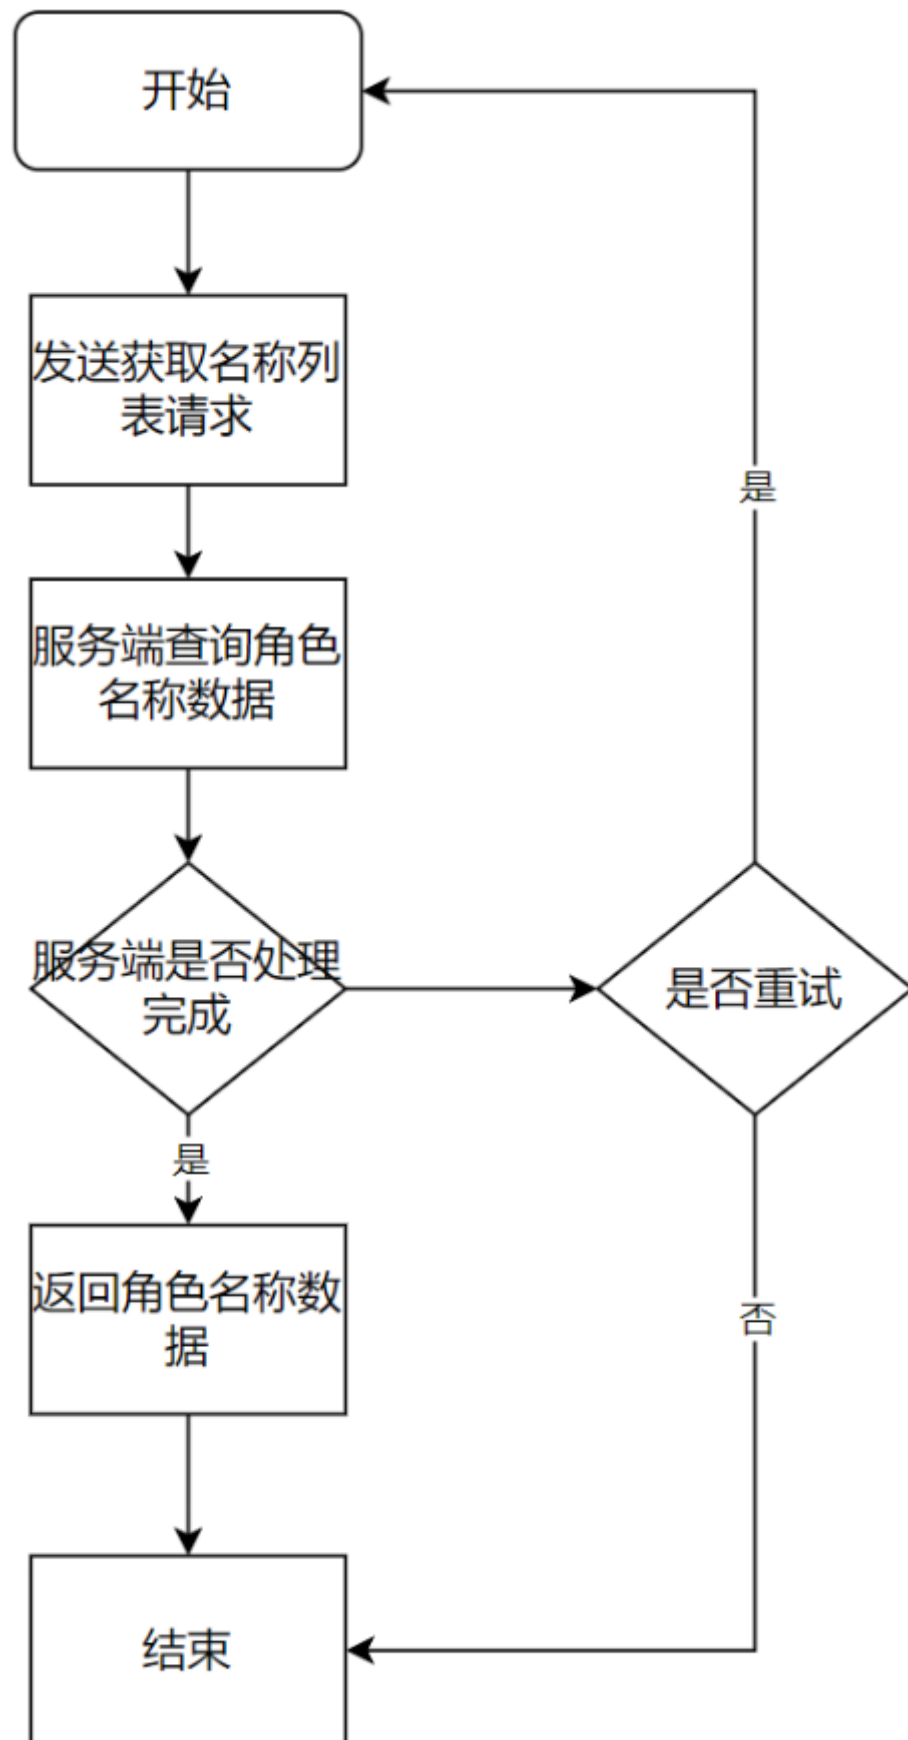 开始
发送获取名称列
表请求
是
服务端查询角色
名称数据
服务端是否处理
完成
是否重试
是
返回角色名称数
据
否
结束